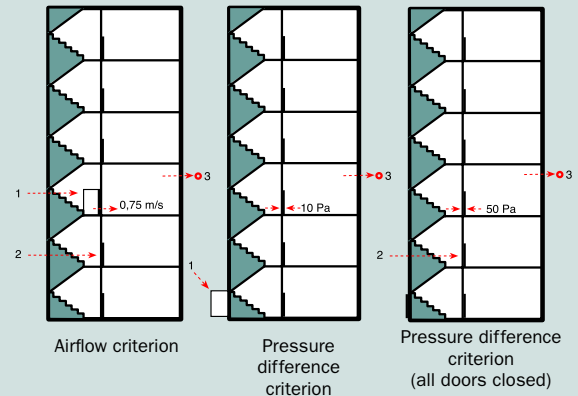 1
0,75 m/s
2
3
Airflow criterion
1
10 Pa
3
Pressure
difference
criterion
50 Pa
2
3
Pressure difference
criterion
(all doors closed)